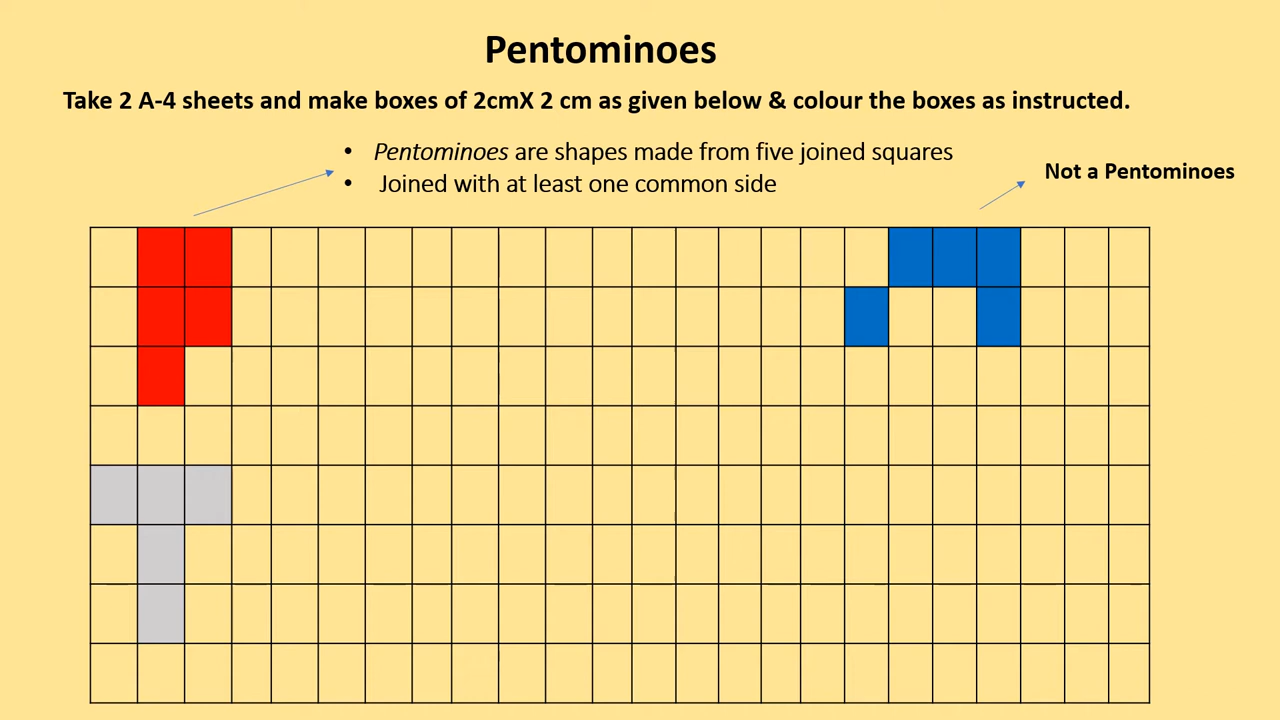 Pentominoes
Take 2 A-4 sheets and make boxes of 2cmX 2 cm as given below & colour the boxes as instructed.
• Pentominoes are shapes made from five joined squares
• Joined with at least one common side
Not a Pentominoes